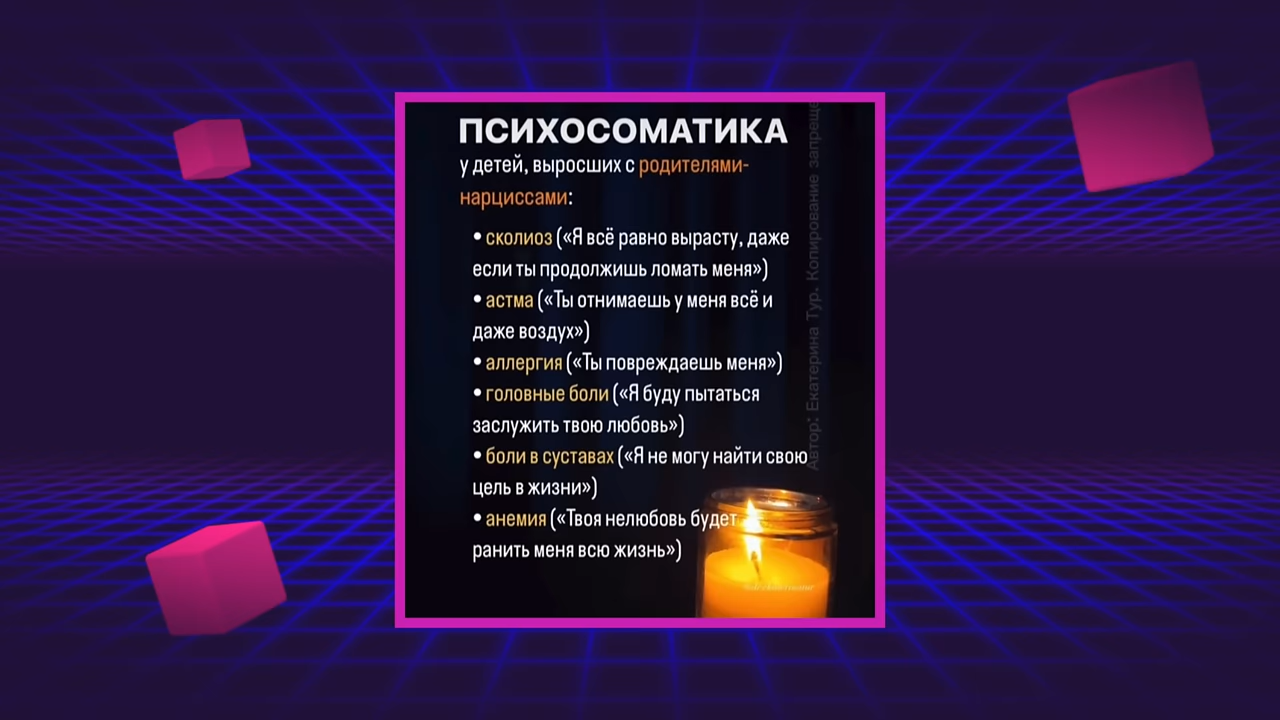 ПСИХОСОМАТИКА
у детей, выросших с родителями-
нарциссами:
• сколиоз («Я всё равно вырасту, даже
если ты продолжишь ломать меня»)
• астма («Ты отнимаешь у меня всё и
даже воздух»)
• аллергия («Ты повреждаешь меня»)
• головные боли («Я буду пытаться
заслужить твою любовь»)
• боли в суставах («Я не могу найти свою
цель в жизни»)
• анемия («Твоя нелюбовь будет
ранить меня всю жизнь»)
Автор: Екатерина Тур. Копирование